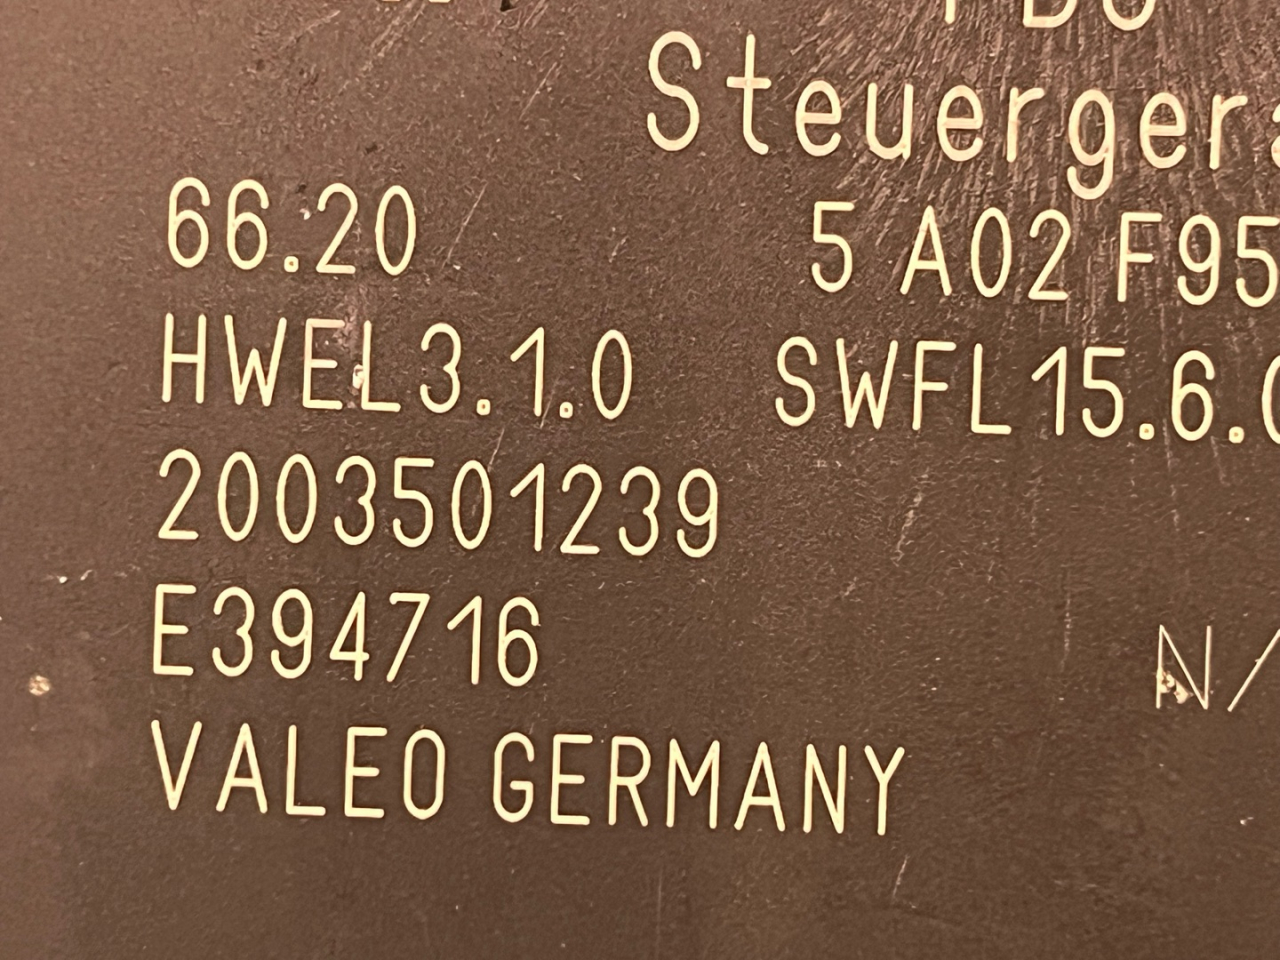 Steuerger
66.20 5 A02 F95
HWEL3.1.0 SWFL15.6.
2003501239
E394716
N/
VALEO GERMANY